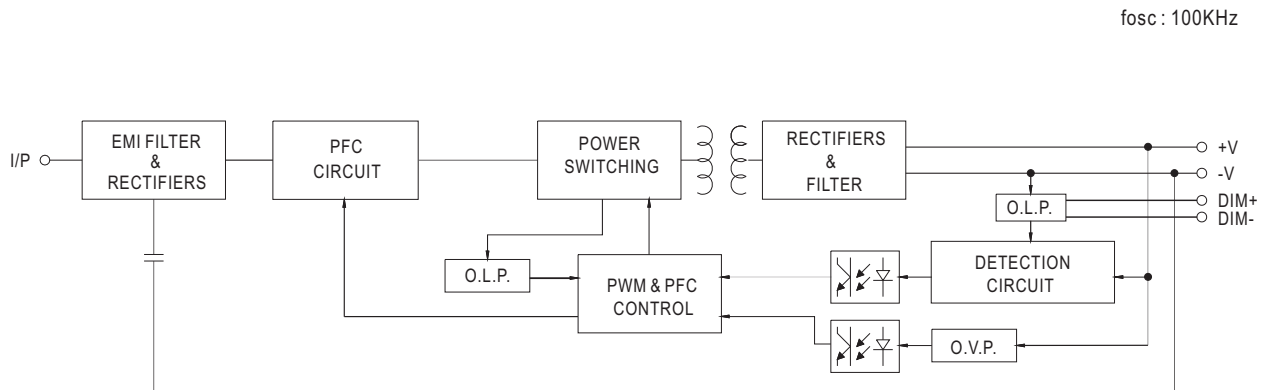 fosc : 100KHz
I/P
EMI FILTER
&
RECTIFIERS
PFC
CIRCUIT
POWER
SWITCHING
RECTIFIERS
&
FILTER
+V
-V
DIM+
DIM-
O.L.P.
O.L.P.
PWM & PFC
CONTROL
DETECTION
CIRCUIT
O.V.P.